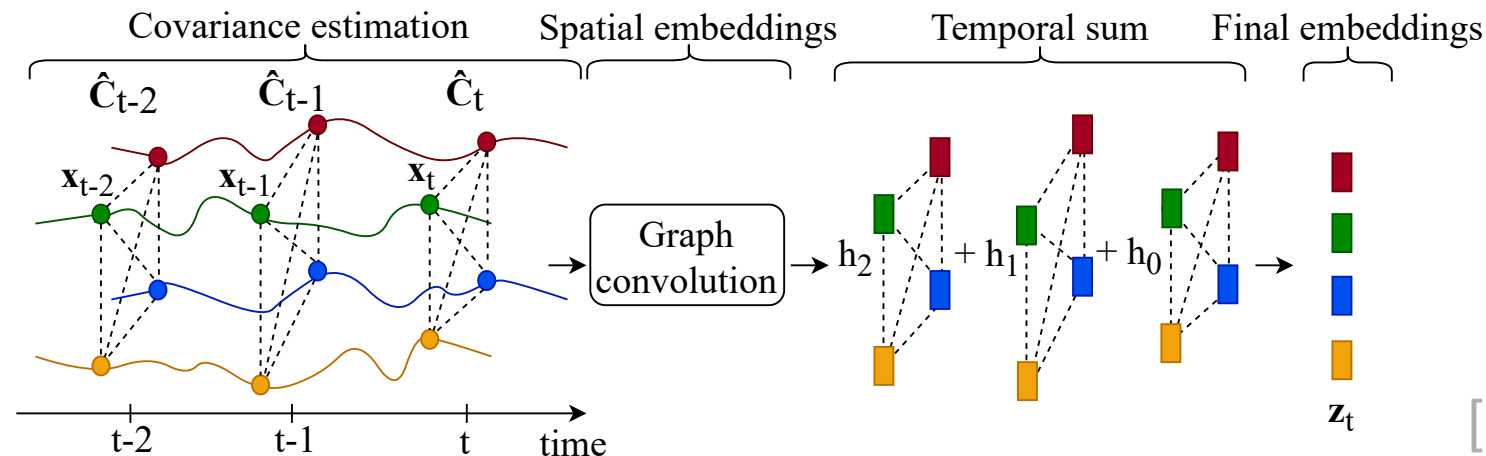 Covariance estimation
Spatial embeddings
Temporal sum
Final embeddings
Ĉt-2
Ĉt-1
Ĉt
xt-2
xt-1
xt
Graph
convolution
h2
+ h1
+ h0
zt
t-2
t-1
t
time
[